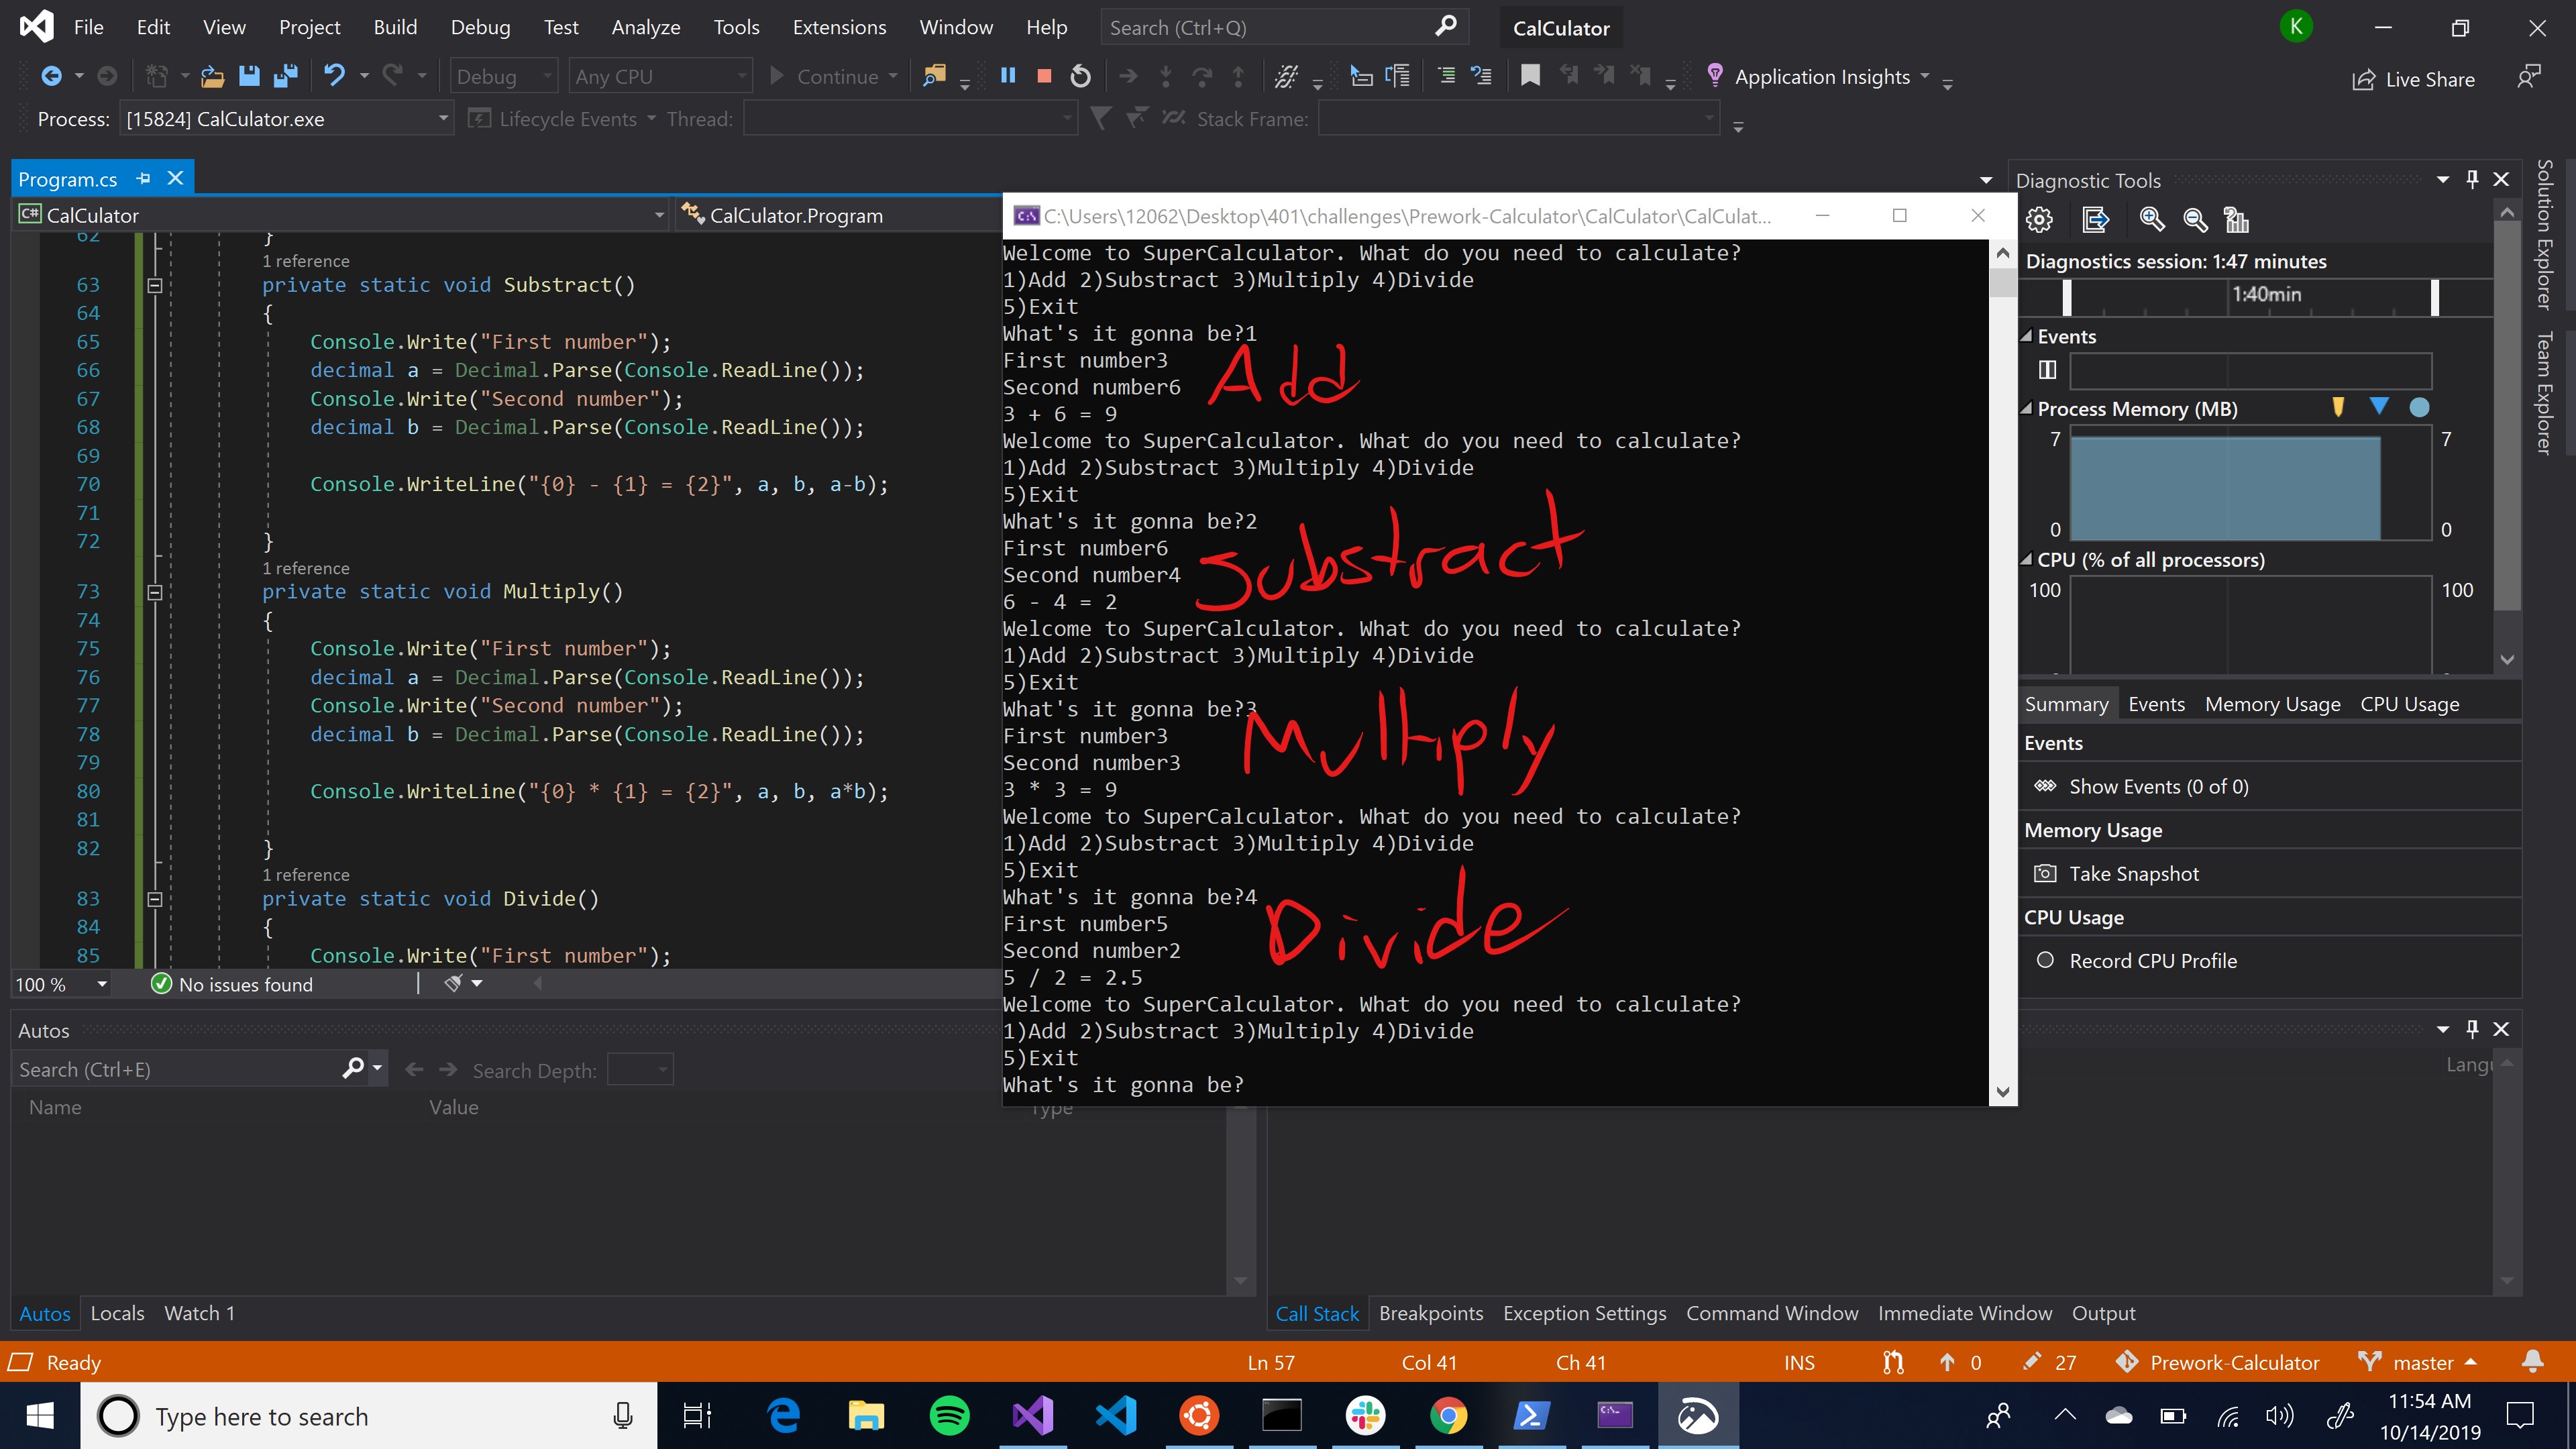 File Edit View Project Build Debug Test Analyze Tools Extensions Window Help Search (Ctrl+Q) CalCulator K
Debug Any CPU Continue Application Insights Live Share
Process: [15824] CalCulator.exe Lifecycle Events Thread: Stack Frame:
Program.cs
CalCulator CalCulator.Program
62 }
1 reference
63 private static void Substract()
64 {
65 Console.Write("First number");
66 decimal a = Decimal.Parse(Console.ReadLine());
67 Console.Write("Second number");
68 decimal b = Decimal.Parse(Console.ReadLine());
69
70 Console.WriteLine("{0} - {1} = {2}", a, b, a-b);
71
72 }
1 reference
73 private static void Multiply()
74 {
75 Console.Write("First number");
76 decimal a = Decimal.Parse(Console.ReadLine());
77 Console.Write("Second number");
78 decimal b = Decimal.Parse(Console.ReadLine());
79
80 Console.WriteLine("{0} * {1} = {2}", a, b, a*b);
81
82 }
1 reference
83 private static void Divide()
84 {
85 Console.Write("First number");
100 % No issues found
C:\Users\12062\Desktop\401\challenges\Prework-Calculator\CalCulator\CalCulat...
Welcome to SuperCalculator. What do you need to calculate?
1)Add 2)Substract 3)Multiply 4)Divide
5)Exit
What's it gonna be?1
First number3
Second number6
Add
3 + 6 = 9
Welcome to SuperCalculator. What do you need to calculate?
1)Add 2)Substract 3)Multiply 4)Divide
5)Exit
What's it gonna be?2
First number6
Second number4
Substract
6 - 4 = 2
Welcome to SuperCalculator. What do you need to calculate?
1)Add 2)Substract 3)Multiply 4)Divide
5)Exit
What's it gonna be?3
First number3
Second number3
Multiply
3 * 3 = 9
Welcome to SuperCalculator. What do you need to calculate?
1)Add 2)Substract 3)Multiply 4)Divide
5)Exit
What's it gonna be?4
First number5
Second number2
Divide
5 / 2 = 2.5
Welcome to SuperCalculator. What do you need to calculate?
1)Add 2)Substract 3)Multiply 4)Divide
5)Exit
What's it gonna be?
Diagnostic Tools
Diagnostics session: 1:47 minutes
1:40min
Events
Process Memory (MB)
7 7
0 0
CPU (% of all processors)
100 100
Summary Events Memory Usage CPU Usage
Events
Show Events (0 of 0)
Memory Usage
Take Snapshot
CPU Usage
Record CPU Profile
Solution Explorer
Team Explorer
Autos
Search (Ctrl+E) Search Depth:
Name Value Type
Autos Locals Watch 1
Call Stack Breakpoints Exception Settings Command Window Immediate Window Output
Ready Ln 57 Col 41 Ch 41 INS 0 27 Prework-Calculator master
Type here to search
11:54 AM
10/14/2019